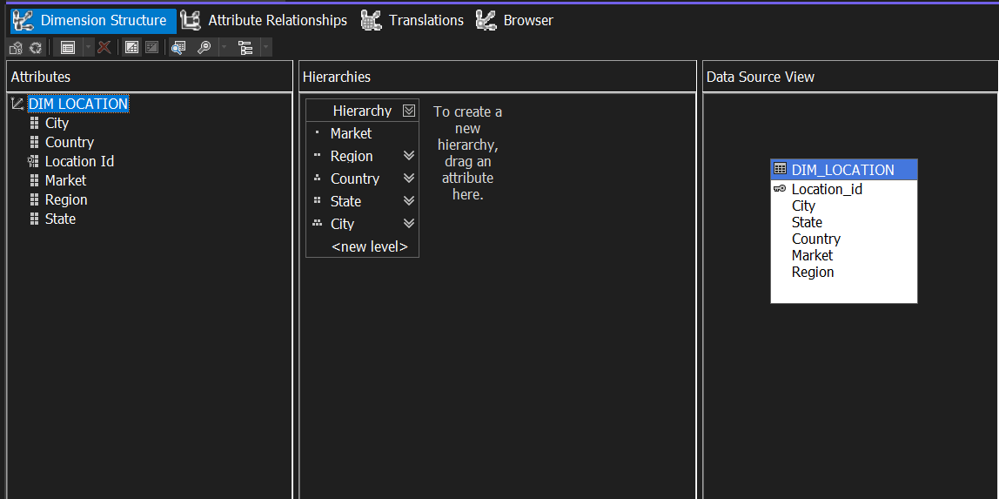 Dimension Structure Attribute Relationships Translations Browser
Attributes
DIM LOCATION
City
Country
Location Id
Market
Region
State
Hierarchies
Hierarchy
Market
Region
Country
State
City
<new level>
To create a
new
hierarchy,
drag an
attribute
here.
Data Source View
DIM_LOCATION
Location_id
City
State
Country
Market
Region